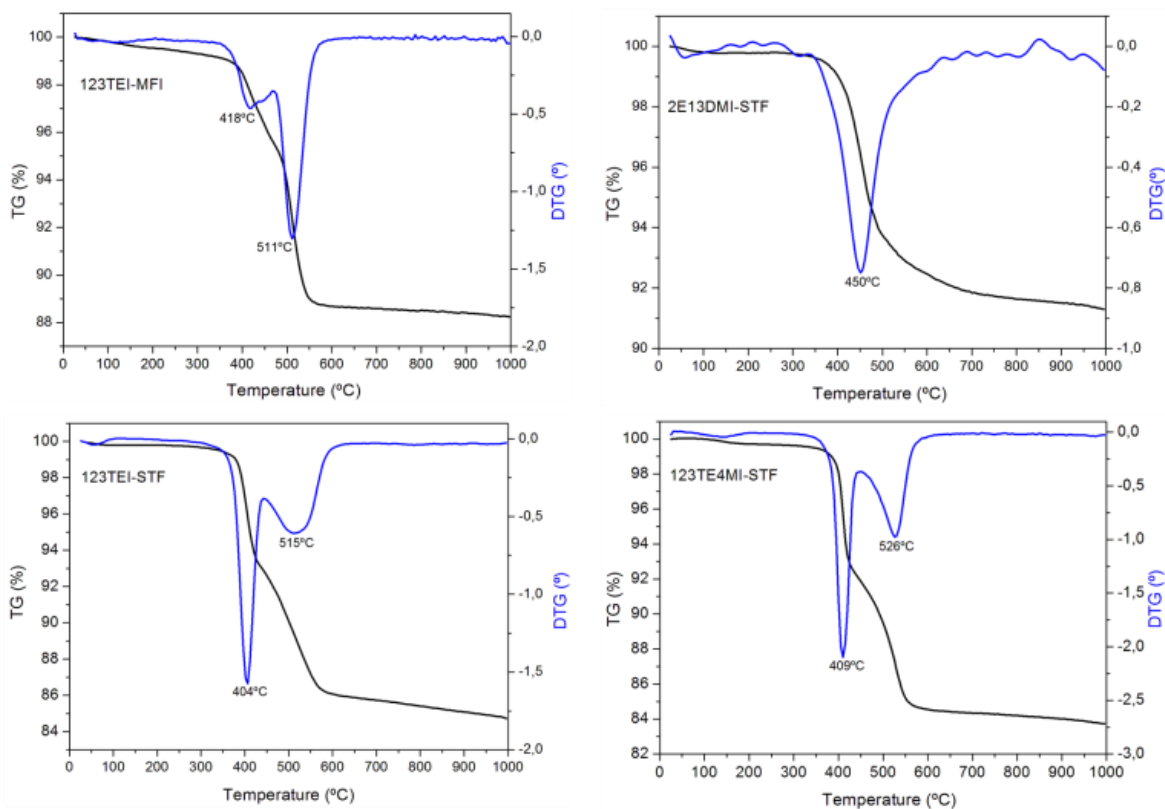 123TEI-MFI
TG (%)
100
98
96
94
92
90
88
0,0
-0,5
-1,0
-1,5
-2,0
DTG (º)
418ºC
511ºC
0 100 200 300 400 500 600 700 800 900 1000
Temperature (ºC)
2E13DMI-STF
TG (%)
100
98
96
94
92
90
0,0
-0,2
-0,4
-0,6
-0,8
-1,0
DTG(º)
450ºC
0 100 200 300 400 500 600 700 800 900 1000
Temperature (ºC)
123TEI-STF
TG (%)
100
98
96
94
92
90
88
86
84
0,0
-0,5
-1,0
-1,5
-2,0
DTG (º)
404ºC
515ºC
0 100 200 300 400 500 600 700 800 900 1000
Temperature (ºC)
123TE4MI-STF
TG (%)
100
98
96
94
92
90
88
86
84
82
0,0
-0,5
-1,0
-1,5
-2,0
-2,5
-3,0
DTG (º)
409ºC
526ºC
0 100 200 300 400 500 600 700 800 900 1000
Temperature (ºC)